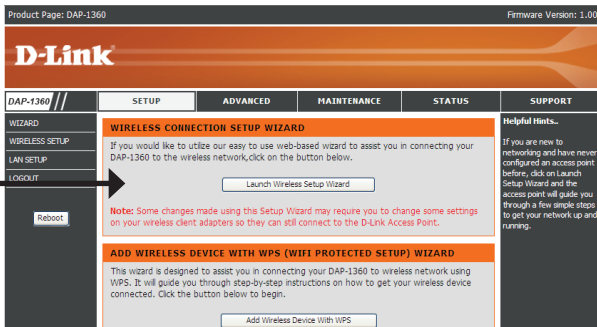 Product Page: DAP-1360
Firmware Version: 1.00
D-Link
DAP-1360
SETUP
ADVANCED
MAINTENANCE
STATUS
SUPPORT
WIZARD
WIRELESS SETUP
LAN SETUP
LOGOUT
Reboot
WIRELESS CONNECTION SETUP WIZARD
If you would like to utilize our easy to use web-based wizard to assist you in connecting your
DAP-1360 to the wireless network,click on the button below.
Launch Wireless Setup Wizard
Note: Some changes made using this Setup Wizard may require you to change some settings
on your wireless client adapters so they can still connect to the D-Link Access Point.
ADD WIRELESS DEVICE WITH WPS (WIFI PROTECTED SETUP) WIZARD
This wizard is designed to assist you in connecting your DAP-1360 to wireless network using
WPS. It will guide you through step-by-step instructions on how to get your wireless device
connected. Click the button below to begin.
Add Wireless Device With WPS
Helpful Hints..
If you are new to
networking and have never
configured an access point
before, click on Launch
Setup Wizard and the
access point will guide you
through a few simple steps
to get your network up and
running.